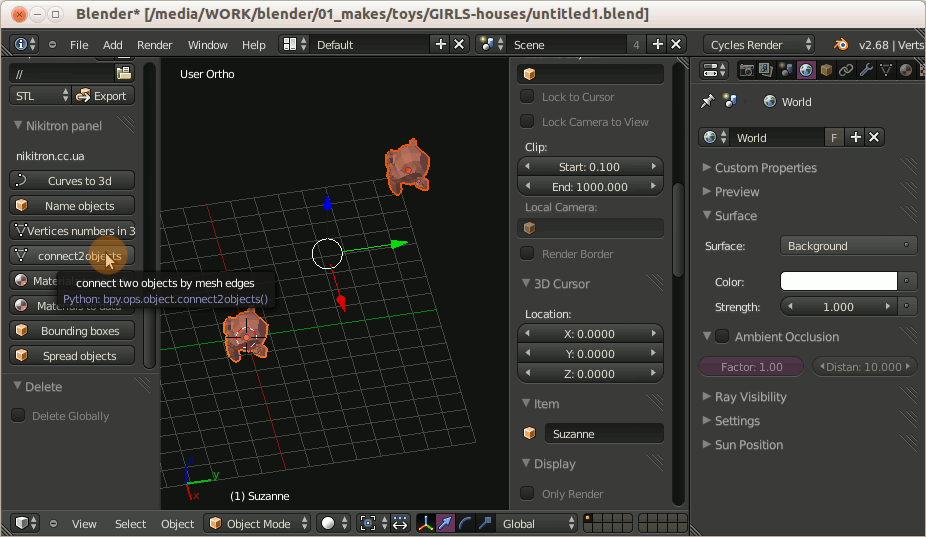 Blender* [/media/WORK/blender/01_makes/toys/GIRLS-houses/untitled1.blend]
File Add Render Window Help Default Scene 4 Cycles Render v2.68 | Verts
//
STL Export
Nikitron panel
nikitron.cc.ua
Curves to 3d
Name objects
Vertices numbers in 3
connect2objects
connect two objects by mesh edges
Python: bpy.ops.object.connect2objects()
Materials to data
Bounding boxes
Spread objects
Delete
Delete Globally
User Ortho
y
x
(1) Suzanne
Lock to Cursor
Lock Camera to View
Clip:
Start: 0.100
End: 1000.000
Local Camera:
Render Border
3D Cursor
Location:
X: 0.0000
Y: 0.0000
Z: 0.0000
Item
Suzanne
Display
Only Render
World
World F
Custom Properties
Preview
Surface
Surface: Background
Color:
Strength: 1.000
Ambient Occlusion
Factor: 1.00 Distan: 10.000
Ray Visibility
Settings
Sun Position
View Select Object Object Mode Global